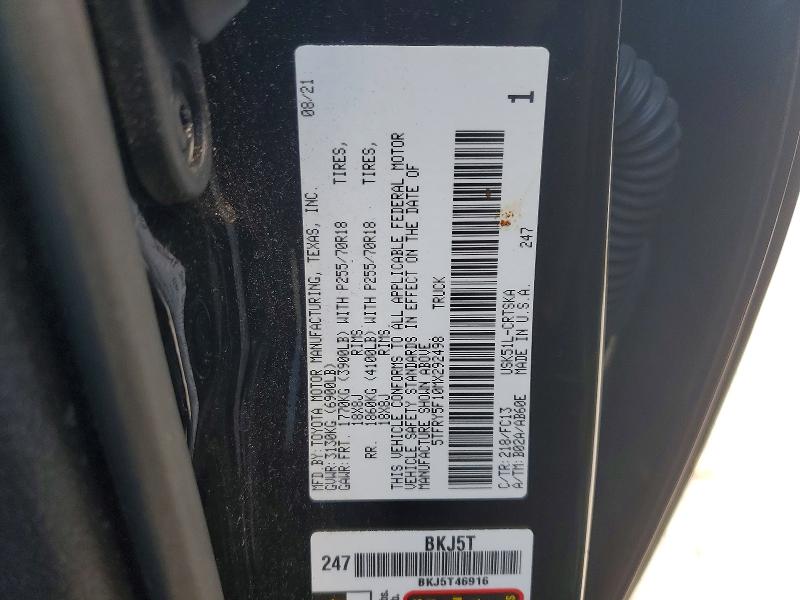 MFD.BY:TOYOTA MOTOR MANUFACTURING, TEXAS, INC. 08/21
GVWR:3130KG(6900LB)
GAWR:FRT. 1770KG(3900LB) WITH P255/70R18 TIRES,
18X8J RIMS
RR. 1860KG(4100LB) WITH P255/70R18 TIRES,
18X8J RIMS
THIS VEHICLE CONFORMS TO ALL APPLICABLE FEDERAL MOTOR
VEHICLE SAFETY STANDARDS IN EFFECT ON THE DATE OF
MANUFACTURE SHOWN ABOVE.
5TFRY5F10MX292498 TRUCK
C/TR:218/FC13 USK51L-CRTSKA 247
A/TM:B02A/AB60E MADE IN U.S.A.
1
BKJ5T
247
BKJ5T46916